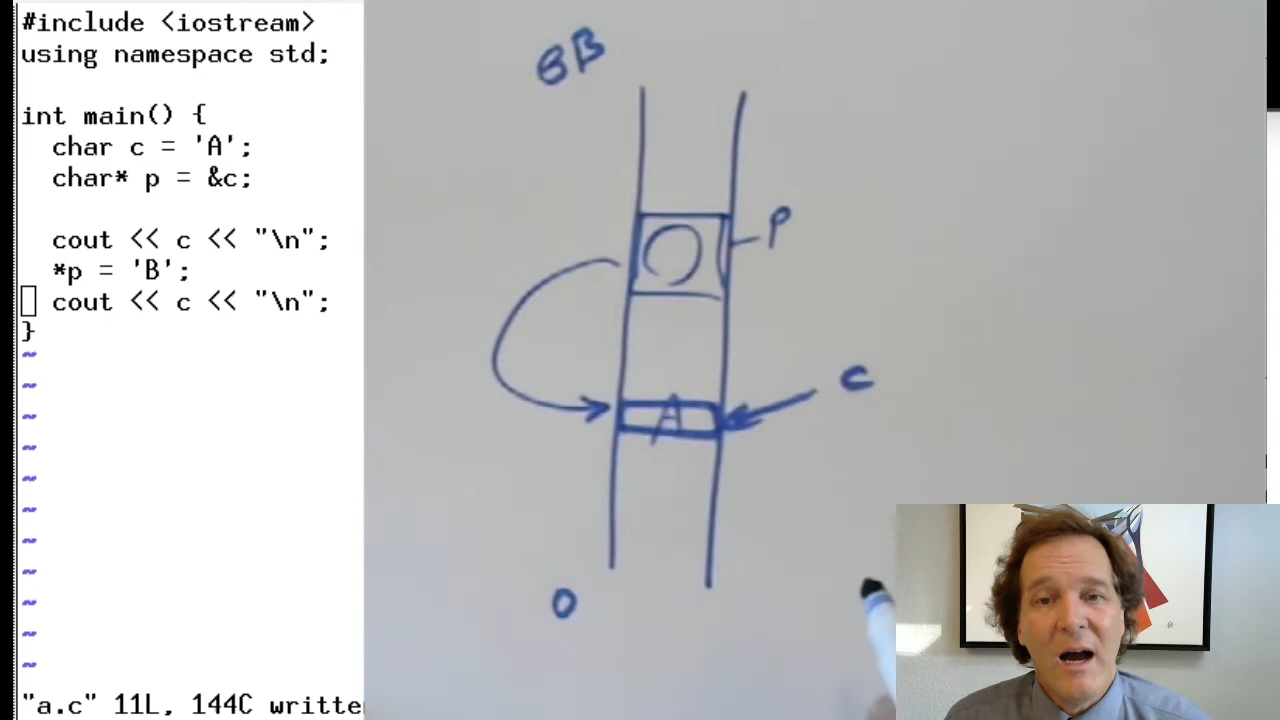 #include <iostream>
using namespace std;
int main() {
  char c = 'A';
  char* p = &c;
  cout << c << "\n";
  *p = 'B';
  cout << c << "\n";
}
~
~
~
~
~
~
~
~
~
~
~
"a.c" 11L, 144C writte
8B
P
C
A
0